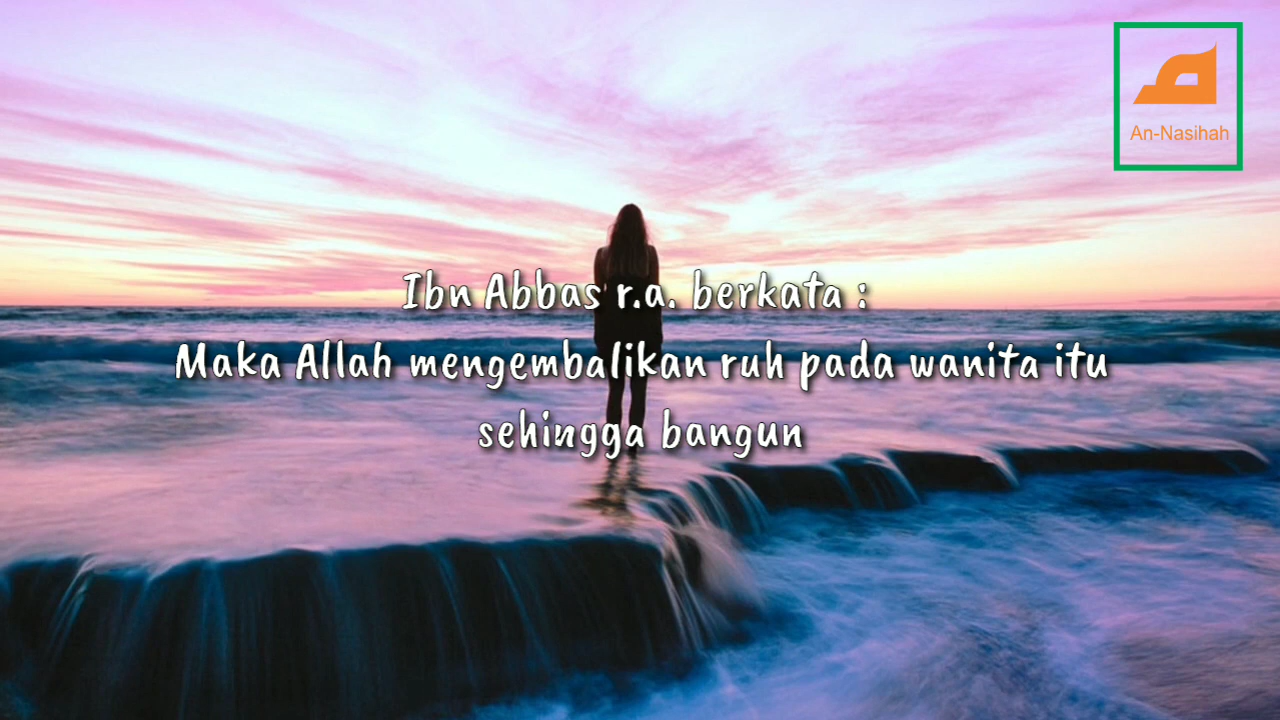 An-Nasihah
Ibn Abbas r.a. berkata :
Maka Allah mengembalikan ruh pada wanita itu
sehingga bangun